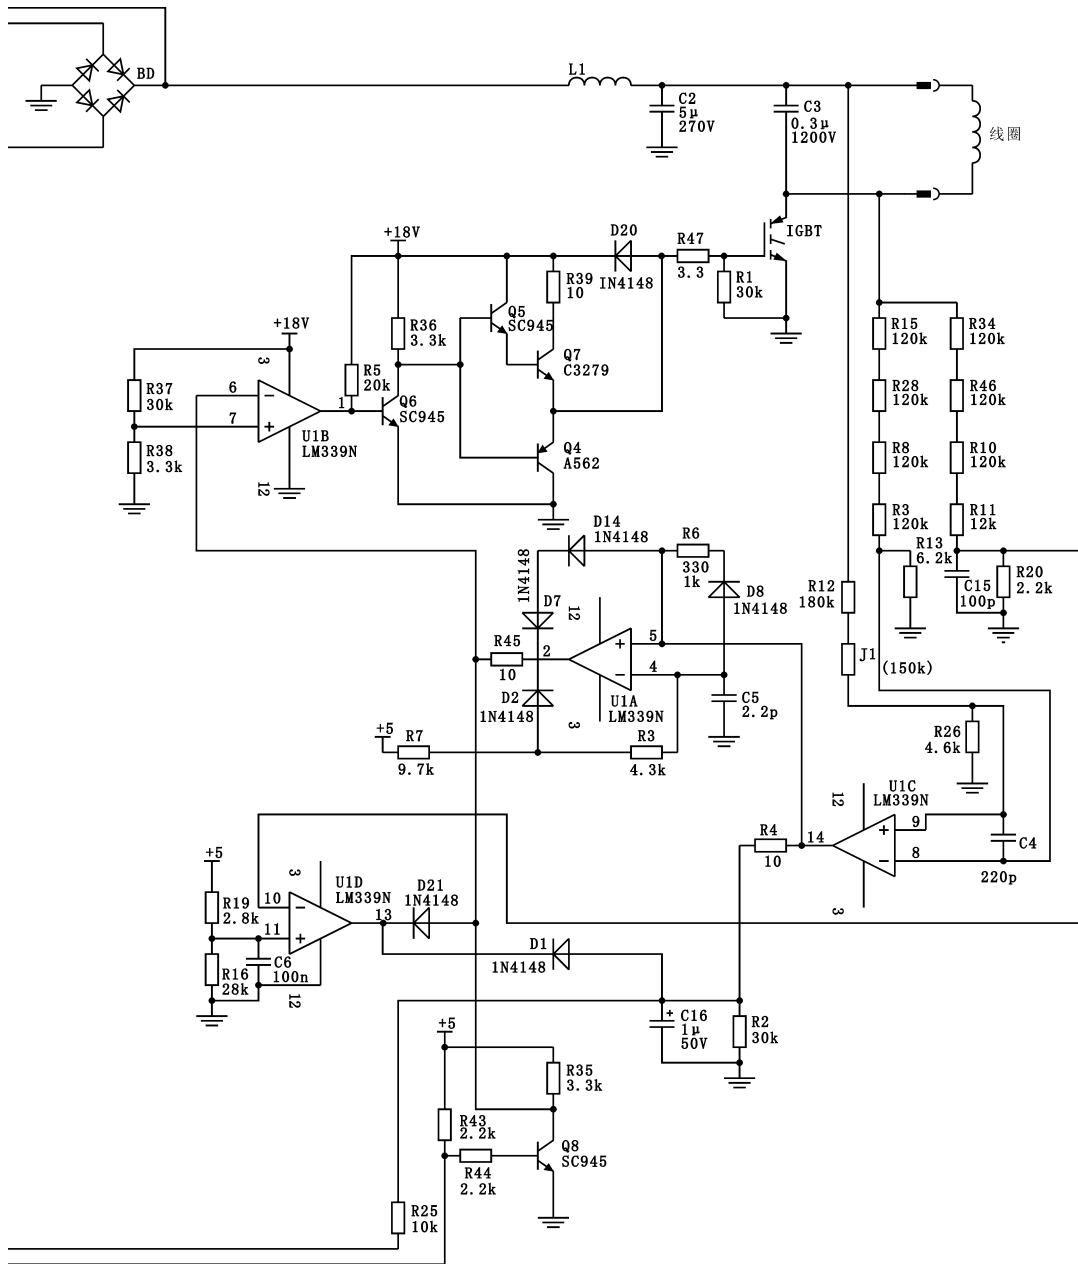 BD
L1
C2
5μ
270V
C3
0.3μ
1200V
线圈
IGBT
+18V
D20
IN4148
R47
3.3
R1
30k
R39
10
Q5
SC945
R36
3.3k
Q7
C3279
+18V
3
R37
30k
6
7
R5
20k
1
Q6
SC945
U1B
LM339N
R38
3.3k
12
Q4
A562
R15
120k
R34
120k
R28
120k
R46
120k
R8
120k
R10
120k
R3
120k
R11
12k
D14
1N4148
R6
330
1k
1N4148
D7
12
D8
1N4148
R13
6.2k
C15
100p
R20
2.2k
R12
180k
R45
10
2
5
4
J1
(150k)
D2
1N4148
U1A
LM339N
3
C5
2.2p
+5
R7
9.7k
R3
4.3k
R26
4.6k
12
U1C
LM339N
9
8
14
3
C4
220p
R4
10
+5
3
R19
2.8k
10
11
U1D
LM339N
13
D21
1N4148
R16
28k
C6
100n
12
D1
1N4148
+
C16
1μ
50V
R2
30k
+5
R35
3.3k
R43
2.2k
R44
2.2k
Q8
SC945
R25
10k